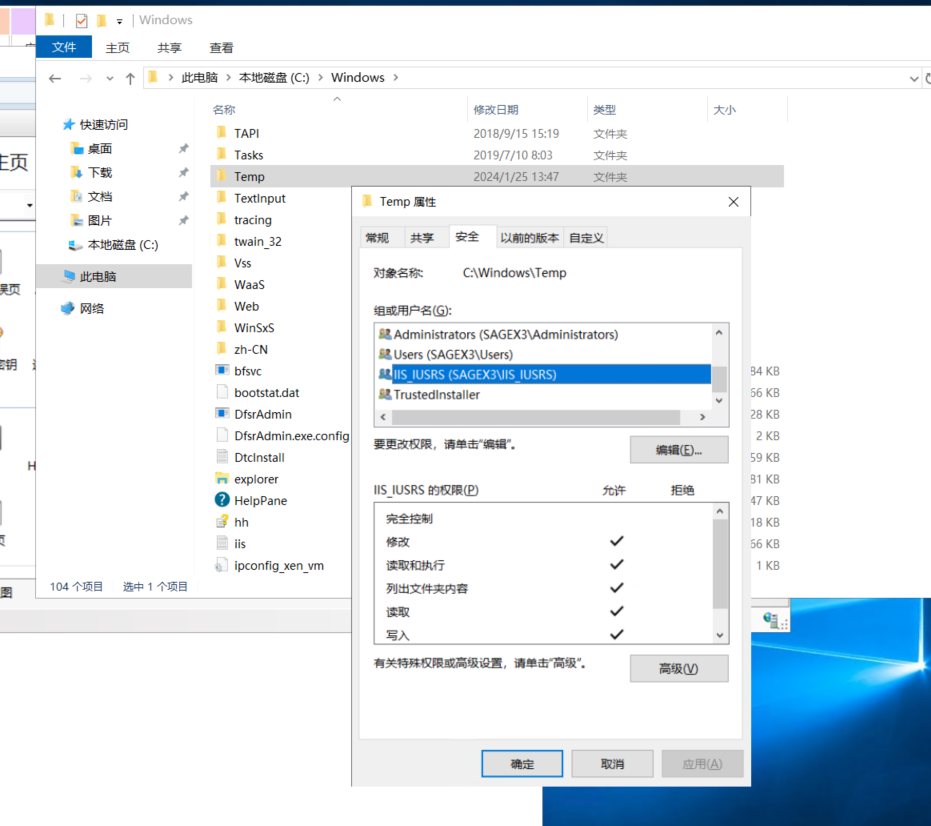 Windows
文件 主页 共享 查看
此电脑 本地磁盘 (C:) Windows
名称 修改日期 类型 大小
快速访问
桌面
下载
文档
图片
本地磁盘 (C:)
此电脑
网络
TAPI 2018/9/15 15:19 文件夹
Tasks 2019/7/10 8:03 文件夹
Temp 2024/1/25 13:47 文件夹
TextInput
tracing
twain_32
Vss
WaaS
Web
WinSxS
zh-CN
bfsvc 84 KB
bootstat.dat 66 KB
DfsrAdmin 28 KB
DfsrAdmin.exe.config 2 KB
DtcInstall 59 KB
explorer 81 KB
HelpPane 47 KB
hh 18 KB
iis 66 KB
ipconfig_xen_vm 1 KB
104 个项目 选中 1 个项目
Temp 属性
常规 共享 安全 以前的版本 自定义
对象名称: C:\Windows\Temp
组或用户名(G):
Administrators (SAGEX3\Administrators)
Users (SAGEX3\Users)
IIS_IUSRS (SAGEX3\IIS_IUSRS)
TrustedInstaller
要更改权限，请单击"编辑"。
编辑(E)...
IIS_IUSRS 的权限(P) 允许 拒绝
完全控制
修改
读取和执行
列出文件夹内容
读取
写入
有关特殊权限或高级设置，请单击"高级"。
高级(V)
确定 取消 应用(A)
主页
误页
密钥
H
页
图